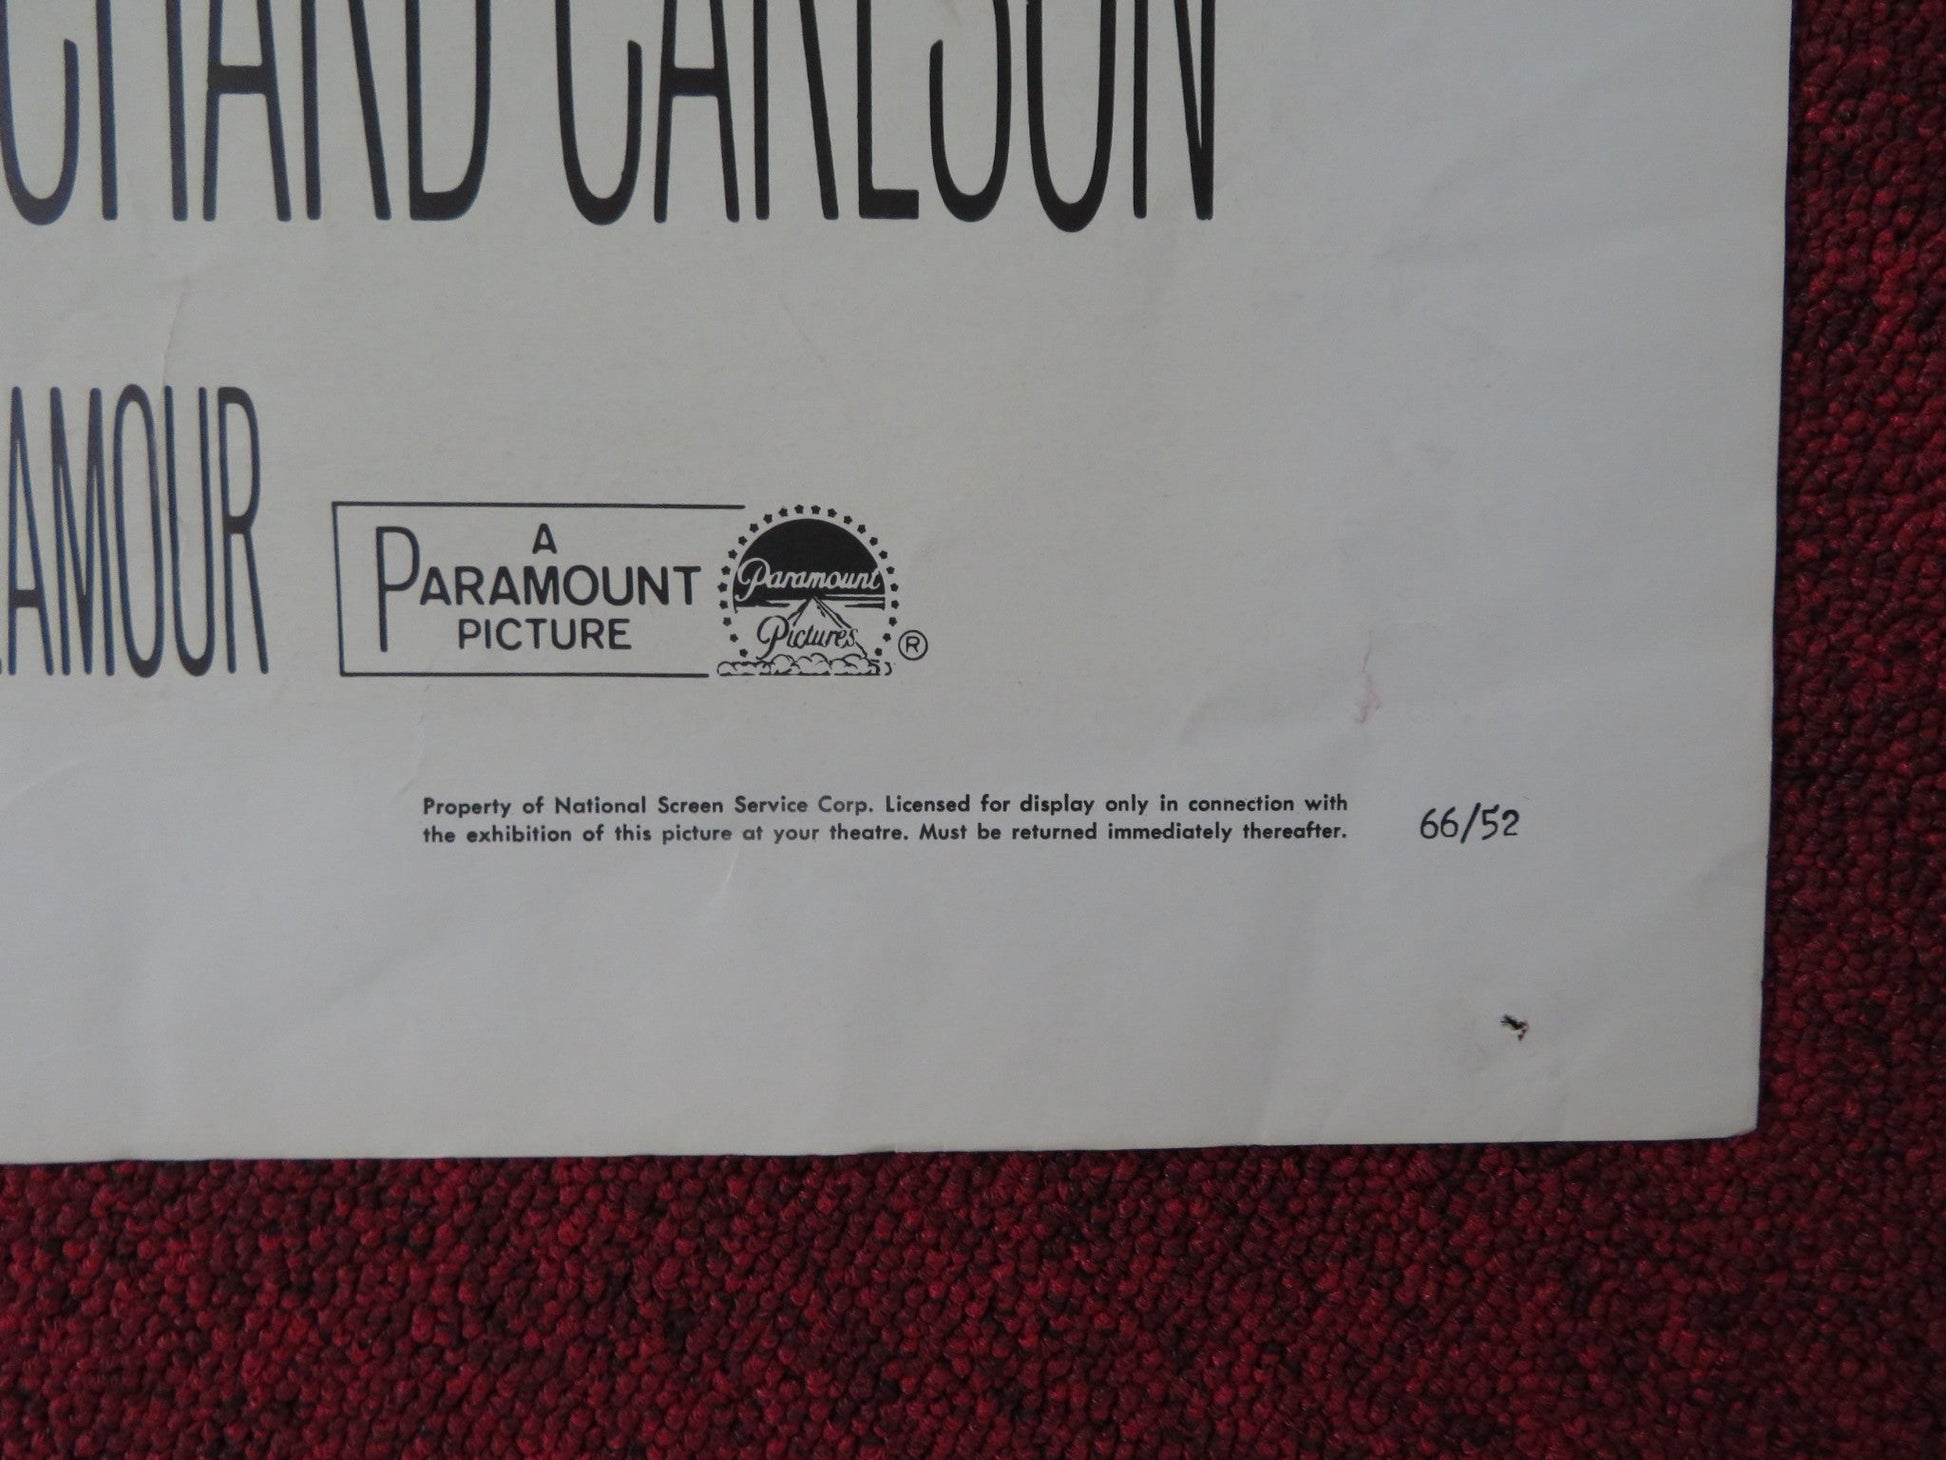 CHARD CARLSON
LAMOUR
A
PARAMOUNT
PICTURE
Paramount
Pictures
®
Property of National Screen Service Corp. Licensed for display only in connection with
the exhibition of this picture at your theatre. Must be returned immediately thereafter.
66/52